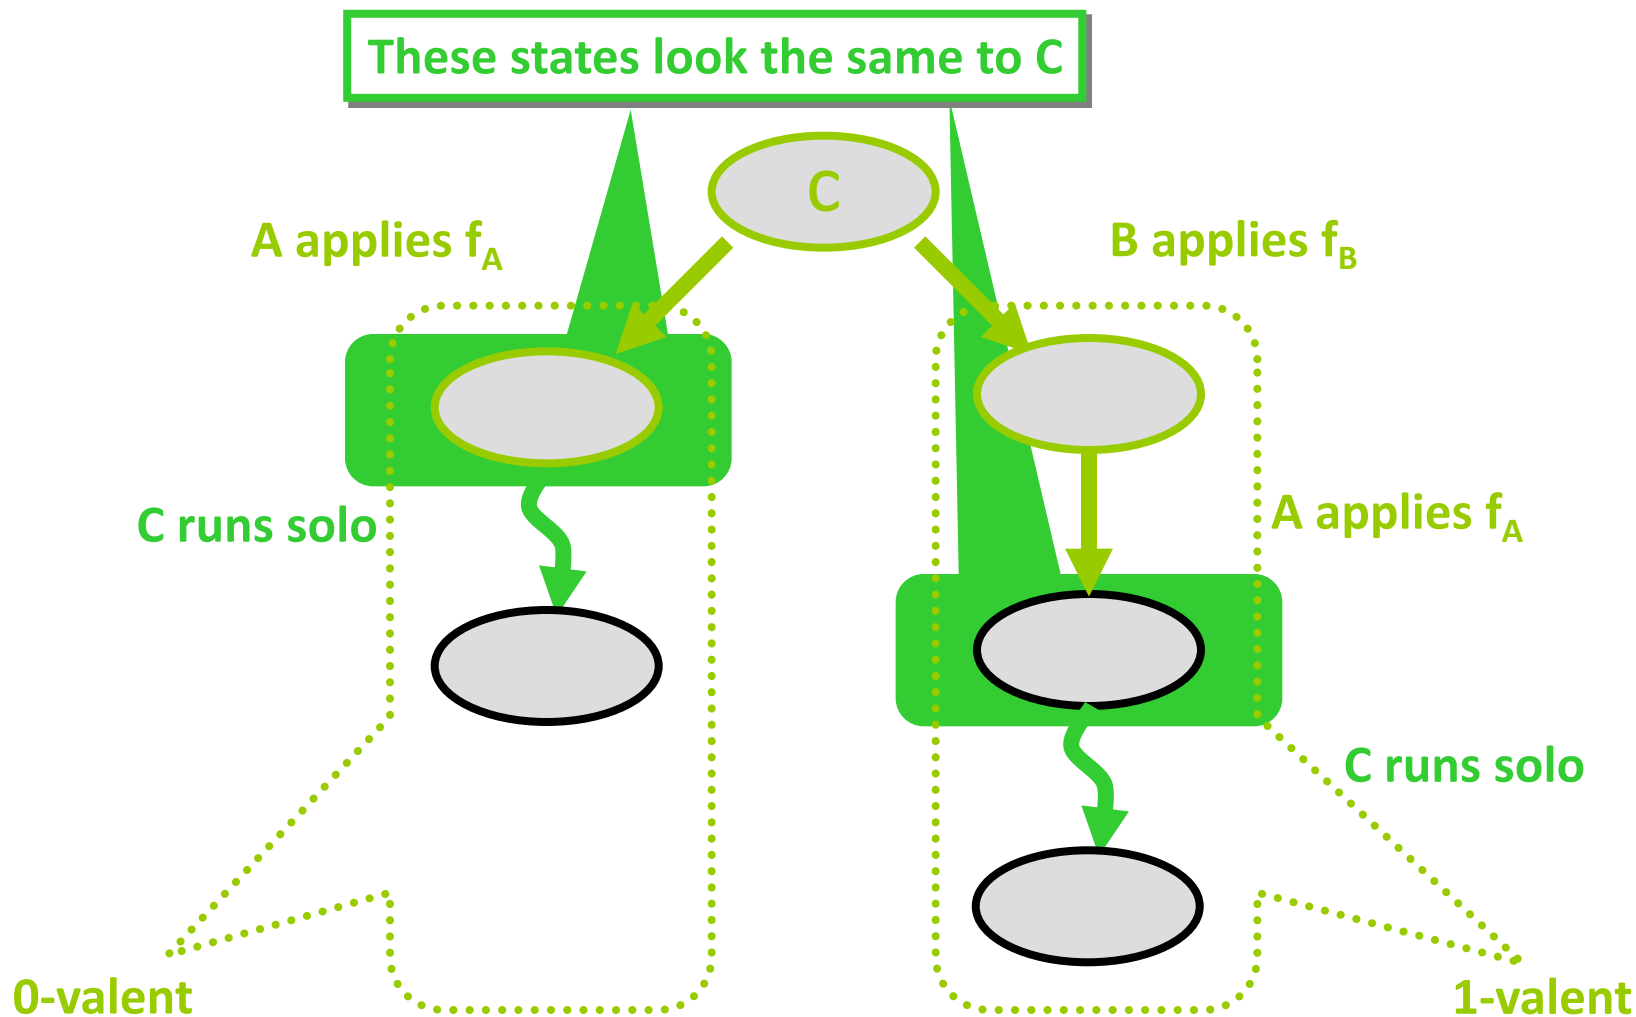 These states look the same to C
C
A applies fA
B applies fB
C runs solo
A applies fA
C runs solo
0-valent
1-valent